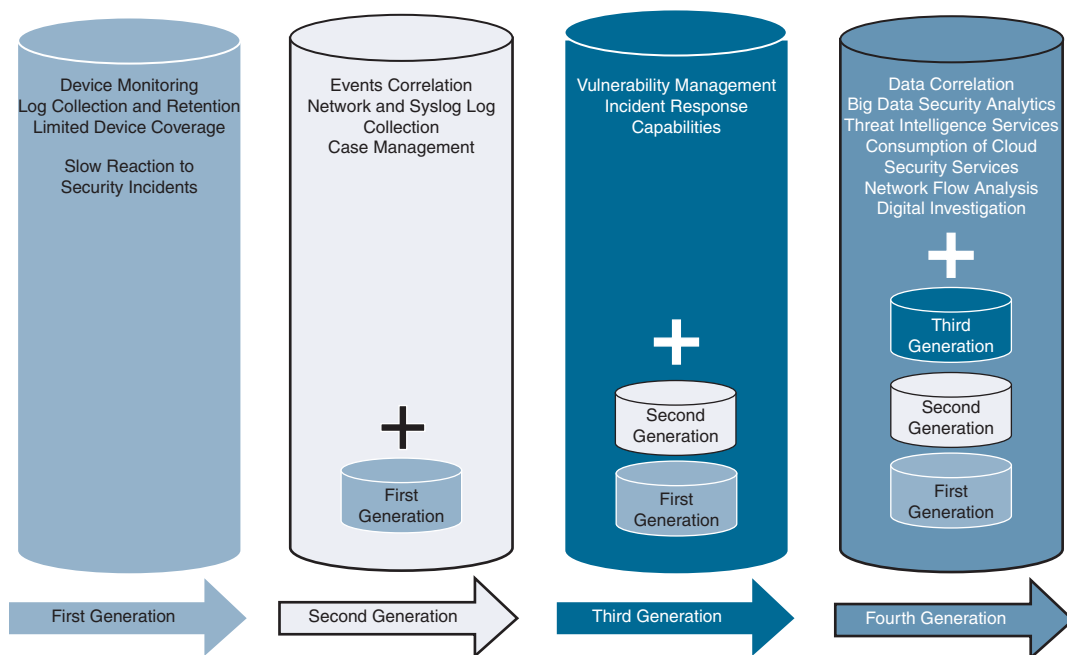 Device Monitoring
Log Collection and Retention
Limited Device Coverage
Slow Reaction to
Security Incidents
First Generation
Events Correlation
Network and Syslog Log
Collection
Case Management
First
Generation
Second Generation
Vulnerability Management
Incident Response
Capabilities
Second
Generation
First
Generation
Third Generation
Data Correlation
Big Data Security Analytics
Threat Intelligence Services
Consumption of Cloud
Security Services
Network Flow Analysis
Digital Investigation
Third
Generation
Second
Generation
First
Generation
Fourth Generation